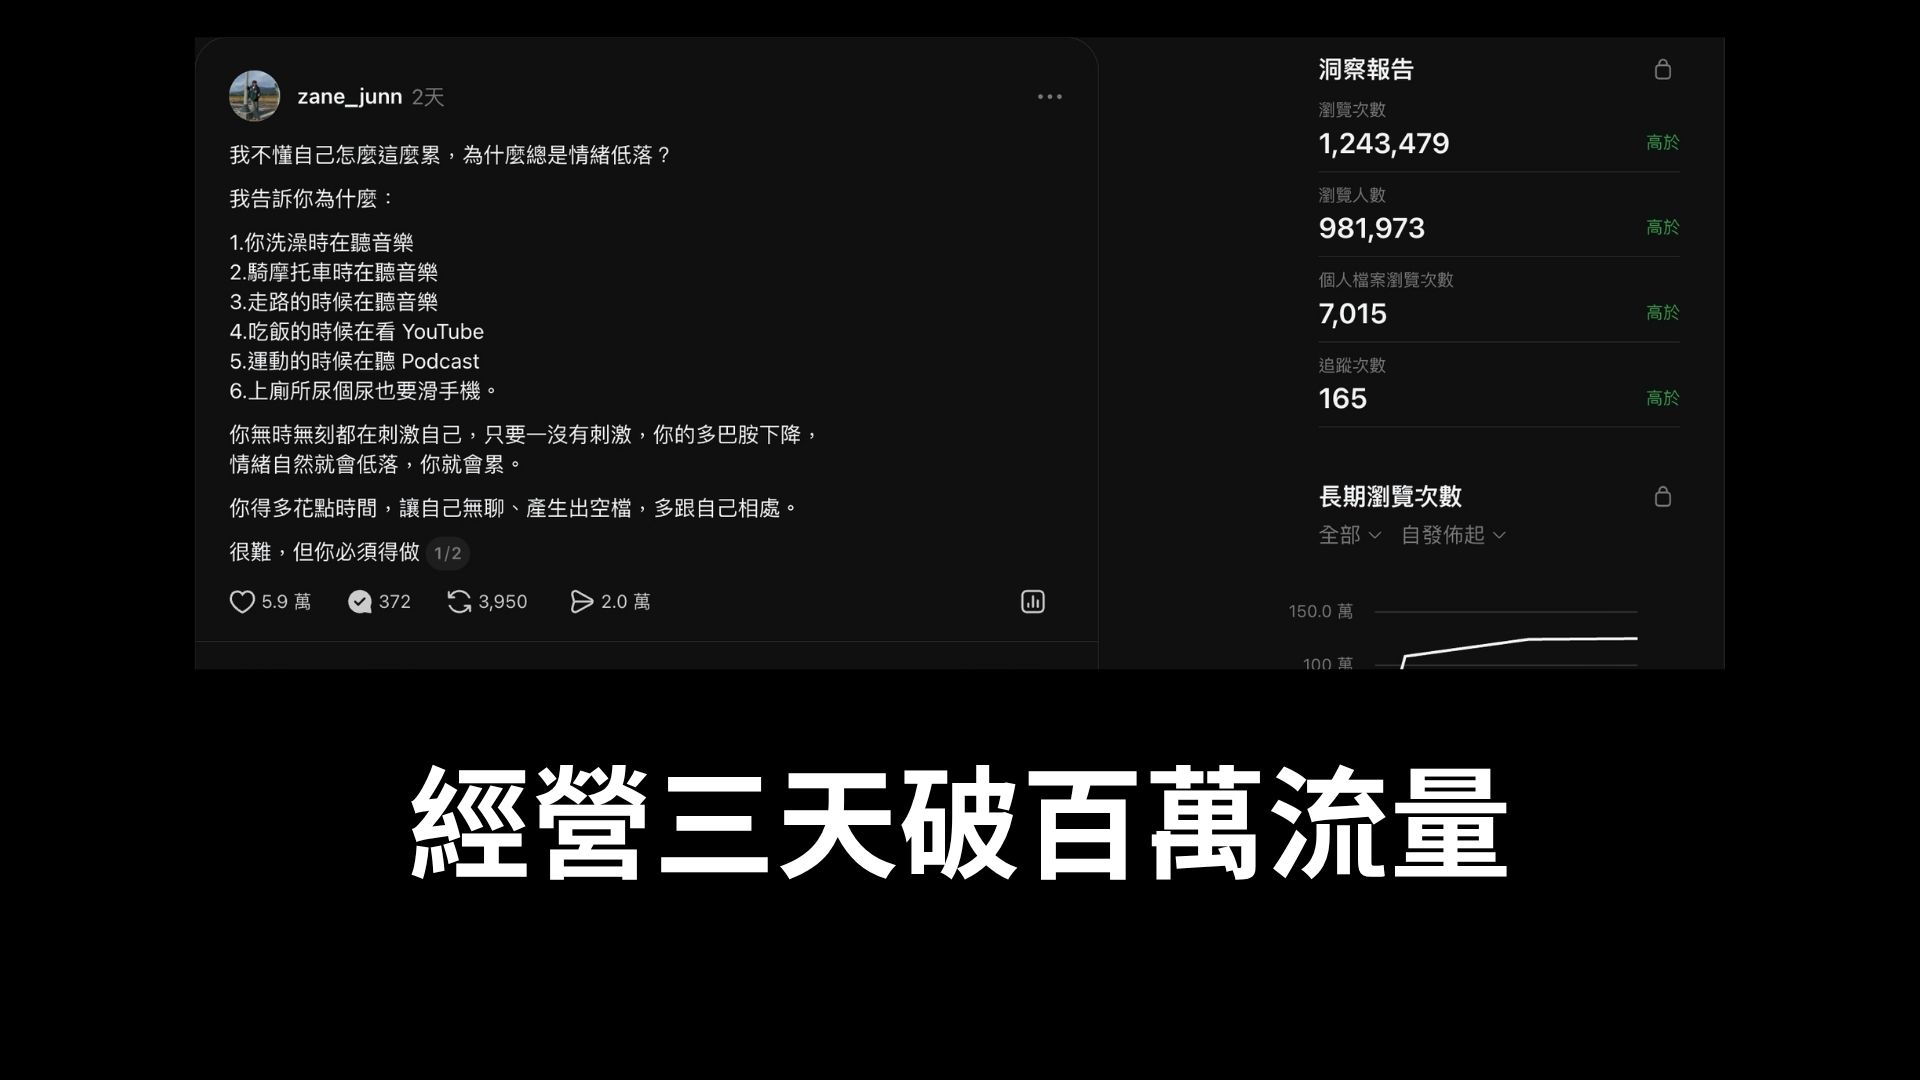 zane_junn 2天
我不懂自己怎麼這麼累，為什麼總是情緒低落？
我告訴你為什麼：
1.你洗澡時在聽音樂
2.騎摩托車時在聽音樂
3.走路的時候在聽音樂
4.吃飯的時候在看 YouTube
5.運動的時候在聽 Podcast
6.上廁所尿個尿也要滑手機。
你無時無刻都在刺激自己，只要一沒有刺激，你的多巴胺下降，
情緒自然就會低落，你就會累。
你得多花點時間，讓自己無聊、產生出空檔，多跟自己相處。
很難，但你必須得做 1/2
5.9 萬 372 3,950 2.0 萬
洞察報告
瀏覽次數
1,243,479 高於
瀏覽人數
981,973 高於
個人檔案瀏覽次數
7,015 高於
追蹤次數
165 高於
長期瀏覽次數
全部 自發佈起
150.0 萬
100 萬
經營三天破百萬流量